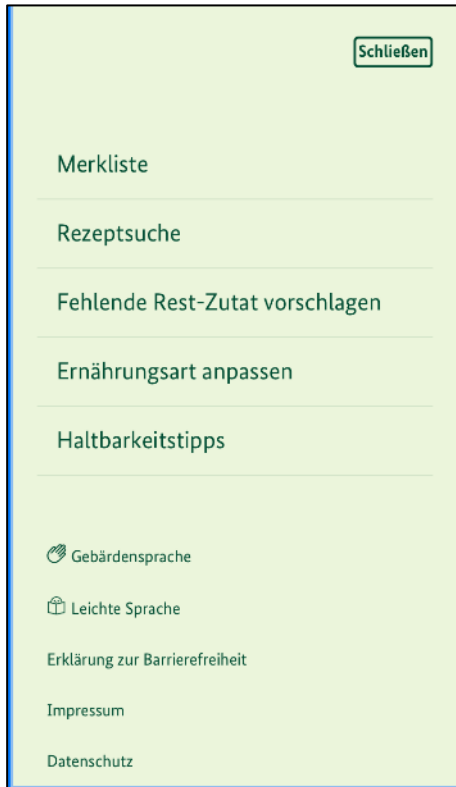 Schließen
Merkliste
Rezeptsuche
Fehlende Rest-Zutat vorschlagen
Ernährungsart anpassen
Haltbarkeitstipps
Gebärdensprache
Leichte Sprache
Erklärung zur Barrierefreiheit
Impressum
Datenschutz